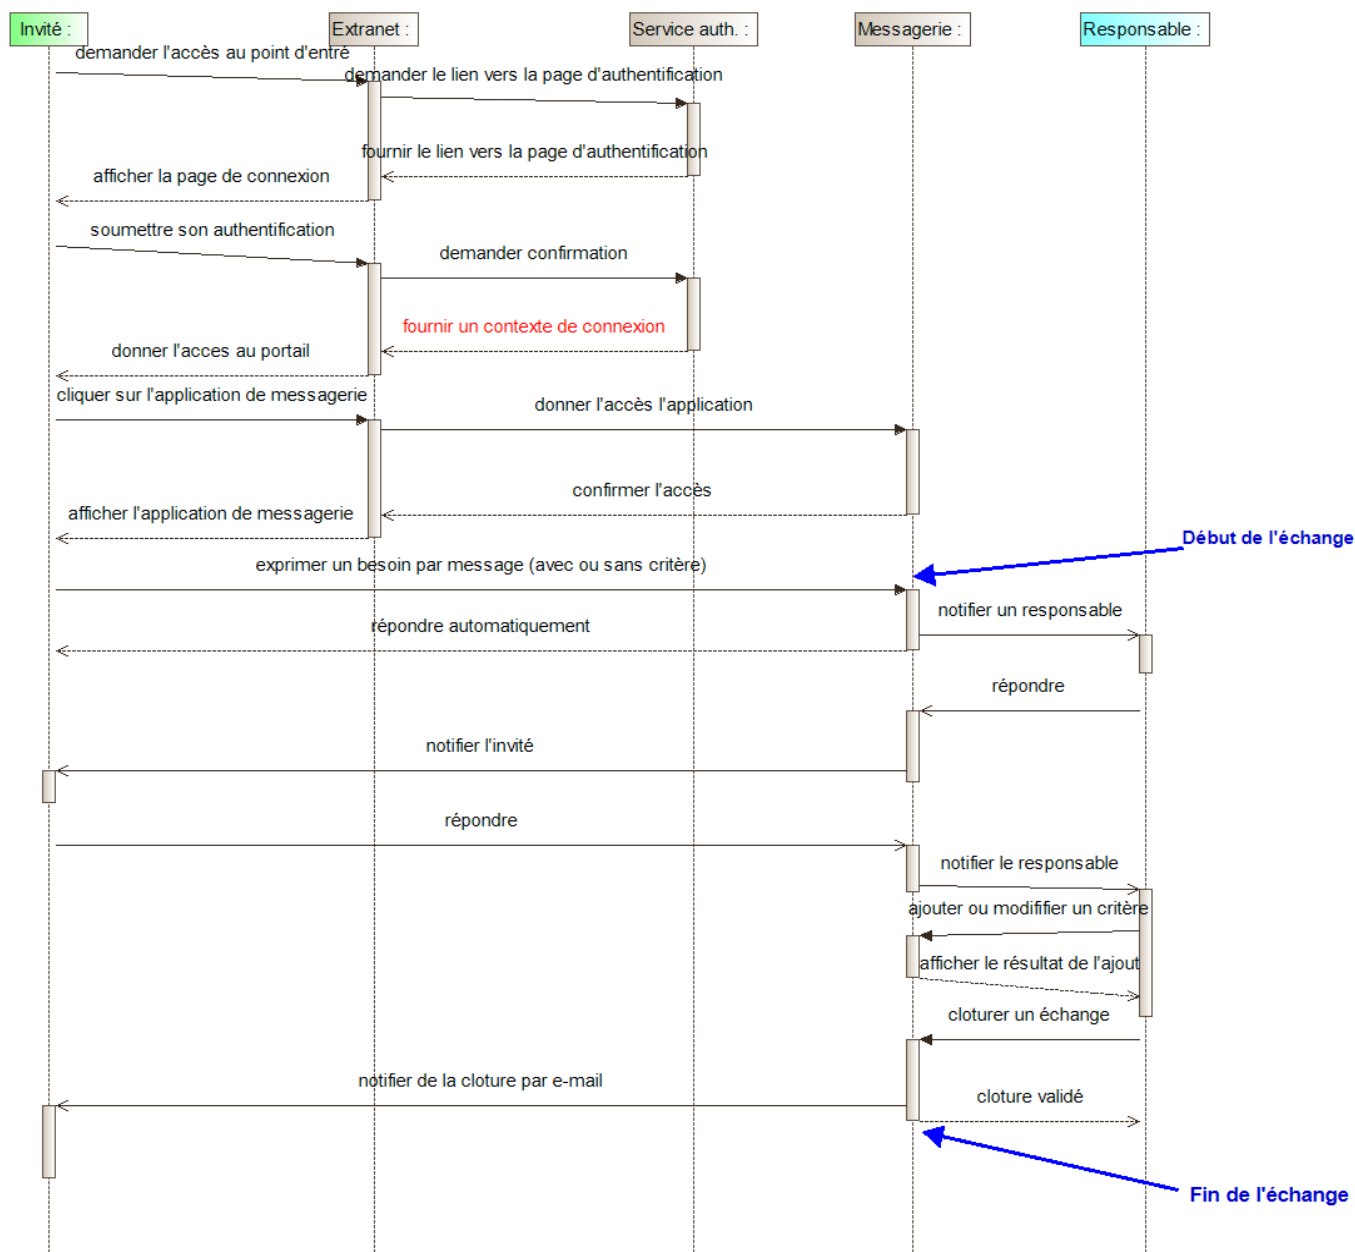 Invité :
Extranet :
Service auth. :
Messagerie :
Responsable :
demander l'accès au point d'entré
demander le lien vers la page d'authentification
fournir le lien vers la page d'authentification
afficher la page de connexion
soumettre son authentification
demander confirmation
fournir un contexte de connexion
donner l'acces au portail
cliquer sur l'application de messagerie
donner l'accès l'application
confirmer l'accès
afficher l'application de messagerie
Début de l'échange
exprimer un besoin par message (avec ou sans critère)
notifier un responsable
répondre automatiquement
répondre
notifier l'invité
répondre
notifier le responsable
ajouter ou modififier un critère
afficher le résultat de l'ajout
cloturer un échange
notifier de la cloture par e-mail
cloture validé
Fin de l'échange